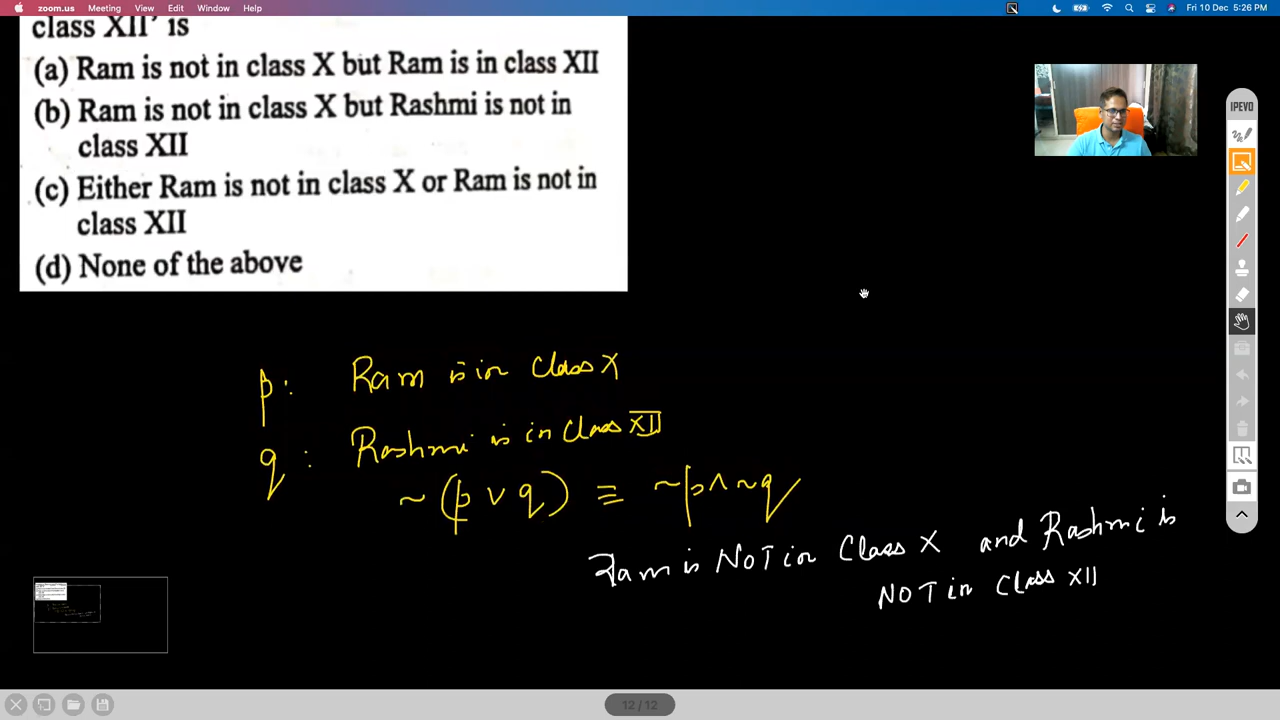 zoom.us Meeting View Edit Window Help Fri 10 Dec 5:26 PM
class XII' is
(a) Ram is not in class X but Ram is in class XII
(b) Ram is not in class X but Rashmi is not in
class XII
(c) Either Ram is not in class X or Ram is not in
class XII
(d) None of the above
IPEVO
p: Ram is in Class X
q: Rashmi is in Class XII
~(p ∨ q) ≡ ~p ∧ ~q
Ram is NOT in Class X and Rashmi is
NOT in Class XII
12/12